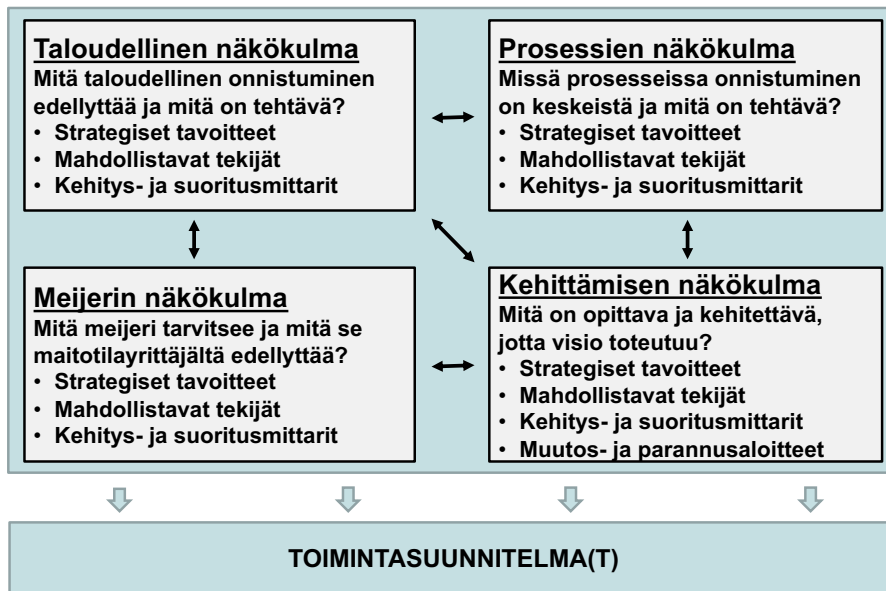 Taloudellinen näkökulma
Mitä taloudellinen onnistuminen
edellyttää ja mitä on tehtävä?
• Strategiset tavoitteet
• Mahdollistavat tekijät
• Kehitys- ja suoritusmittarit
Prosessien näkökulma
Missä prosesseissa onnistuminen
on keskeistä ja mitä on tehtävä?
• Strategiset tavoitteet
• Mahdollistavat tekijät
• Kehitys- ja suoritusmittarit
Meijerin näkökulma
Mitä meijeri tarvitsee ja mitä se
maitotilayrittäjältä edellyttää?
• Strategiset tavoitteet
• Mahdollistavat tekijät
• Kehitys- ja suoritusmittarit
Kehittämisen näkökulma
Mitä on opittava ja kehitettävä,
jotta visio toteutuu?
• Strategiset tavoitteet
• Mahdollistavat tekijät
• Kehitys- ja suoritusmittarit
• Muutos- ja parannusaloitteet
TOIMINTASUUNNITELMA(T)